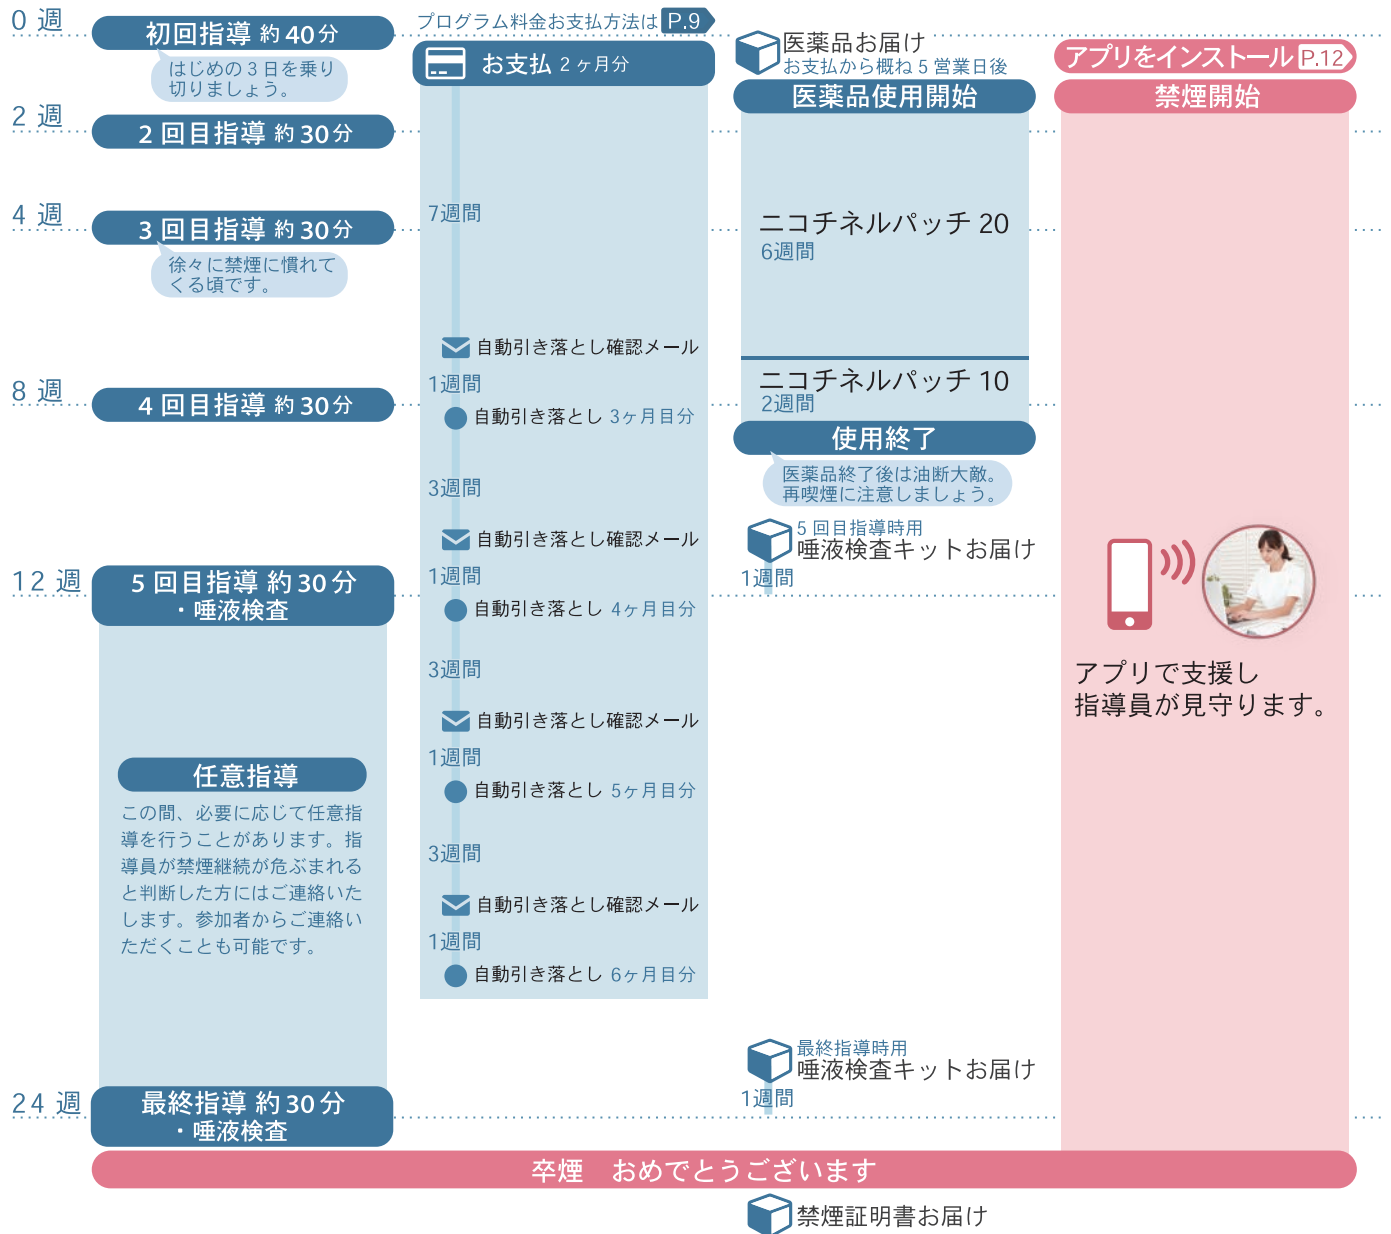 0 週
初回指導 約 40 分
はじめの 3 日を乗り
切りましょう。
2 週
2 回目指導 約 30 分
4 週
3 回目指導 約 30 分
徐々に禁煙に慣れて
くる頃です。
8 週
4 回目指導 約 30 分
12 週
5 回目指導 約 30 分
・唾液検査
任意指導
この間、必要に応じて任意指
導を行うことがあります。指
導員が禁煙継続が危ぶまれる
と判断した方にはご連絡いた
します。参加者からご連絡い
ただくことも可能です。
24 週
最終指導 約 30 分
・唾液検査
プログラム料金お支払方法は P.9
お支払 2 ヶ月分
7週間
自動引き落とし確認メール
1週間
自動引き落とし 3ヶ月目分
3週間
自動引き落とし確認メール
1週間
自動引き落とし 4ヶ月目分
3週間
自動引き落とし確認メール
1週間
自動引き落とし 5ヶ月目分
3週間
自動引き落とし確認メール
1週間
自動引き落とし 6ヶ月目分
医薬品お届け
お支払から概ね 5 営業日後
医薬品使用開始
ニコチネルパッチ 20
6週間
ニコチネルパッチ 10
2週間
使用終了
医薬品終了後は油断大敵。
再喫煙に注意しましょう。
5 回目指導時用
唾液検査キットお届け
1週間
最終指導時用
唾液検査キットお届け
1週間
アプリをインストール P.12
禁煙開始
アプリで支援し
指導員が見守ります。
卒煙　おめでとうございます
禁煙証明書お届け